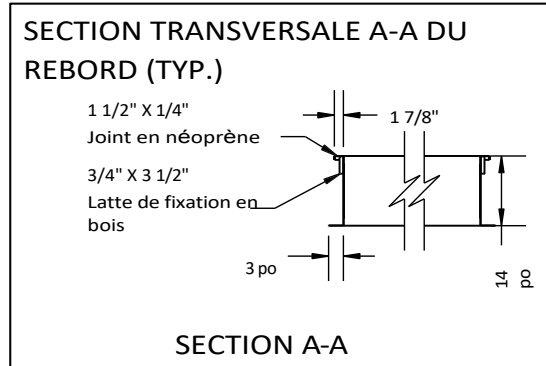 SECTION TRANSVERSALE A-A DU
REBORD (TYP.)
1 1/2" X 1/4"
Joint en néoprène
1 7/8"
3/4" X 3 1/2"
Latte de fixation en
bois
3 po
14
po
SECTION A-A